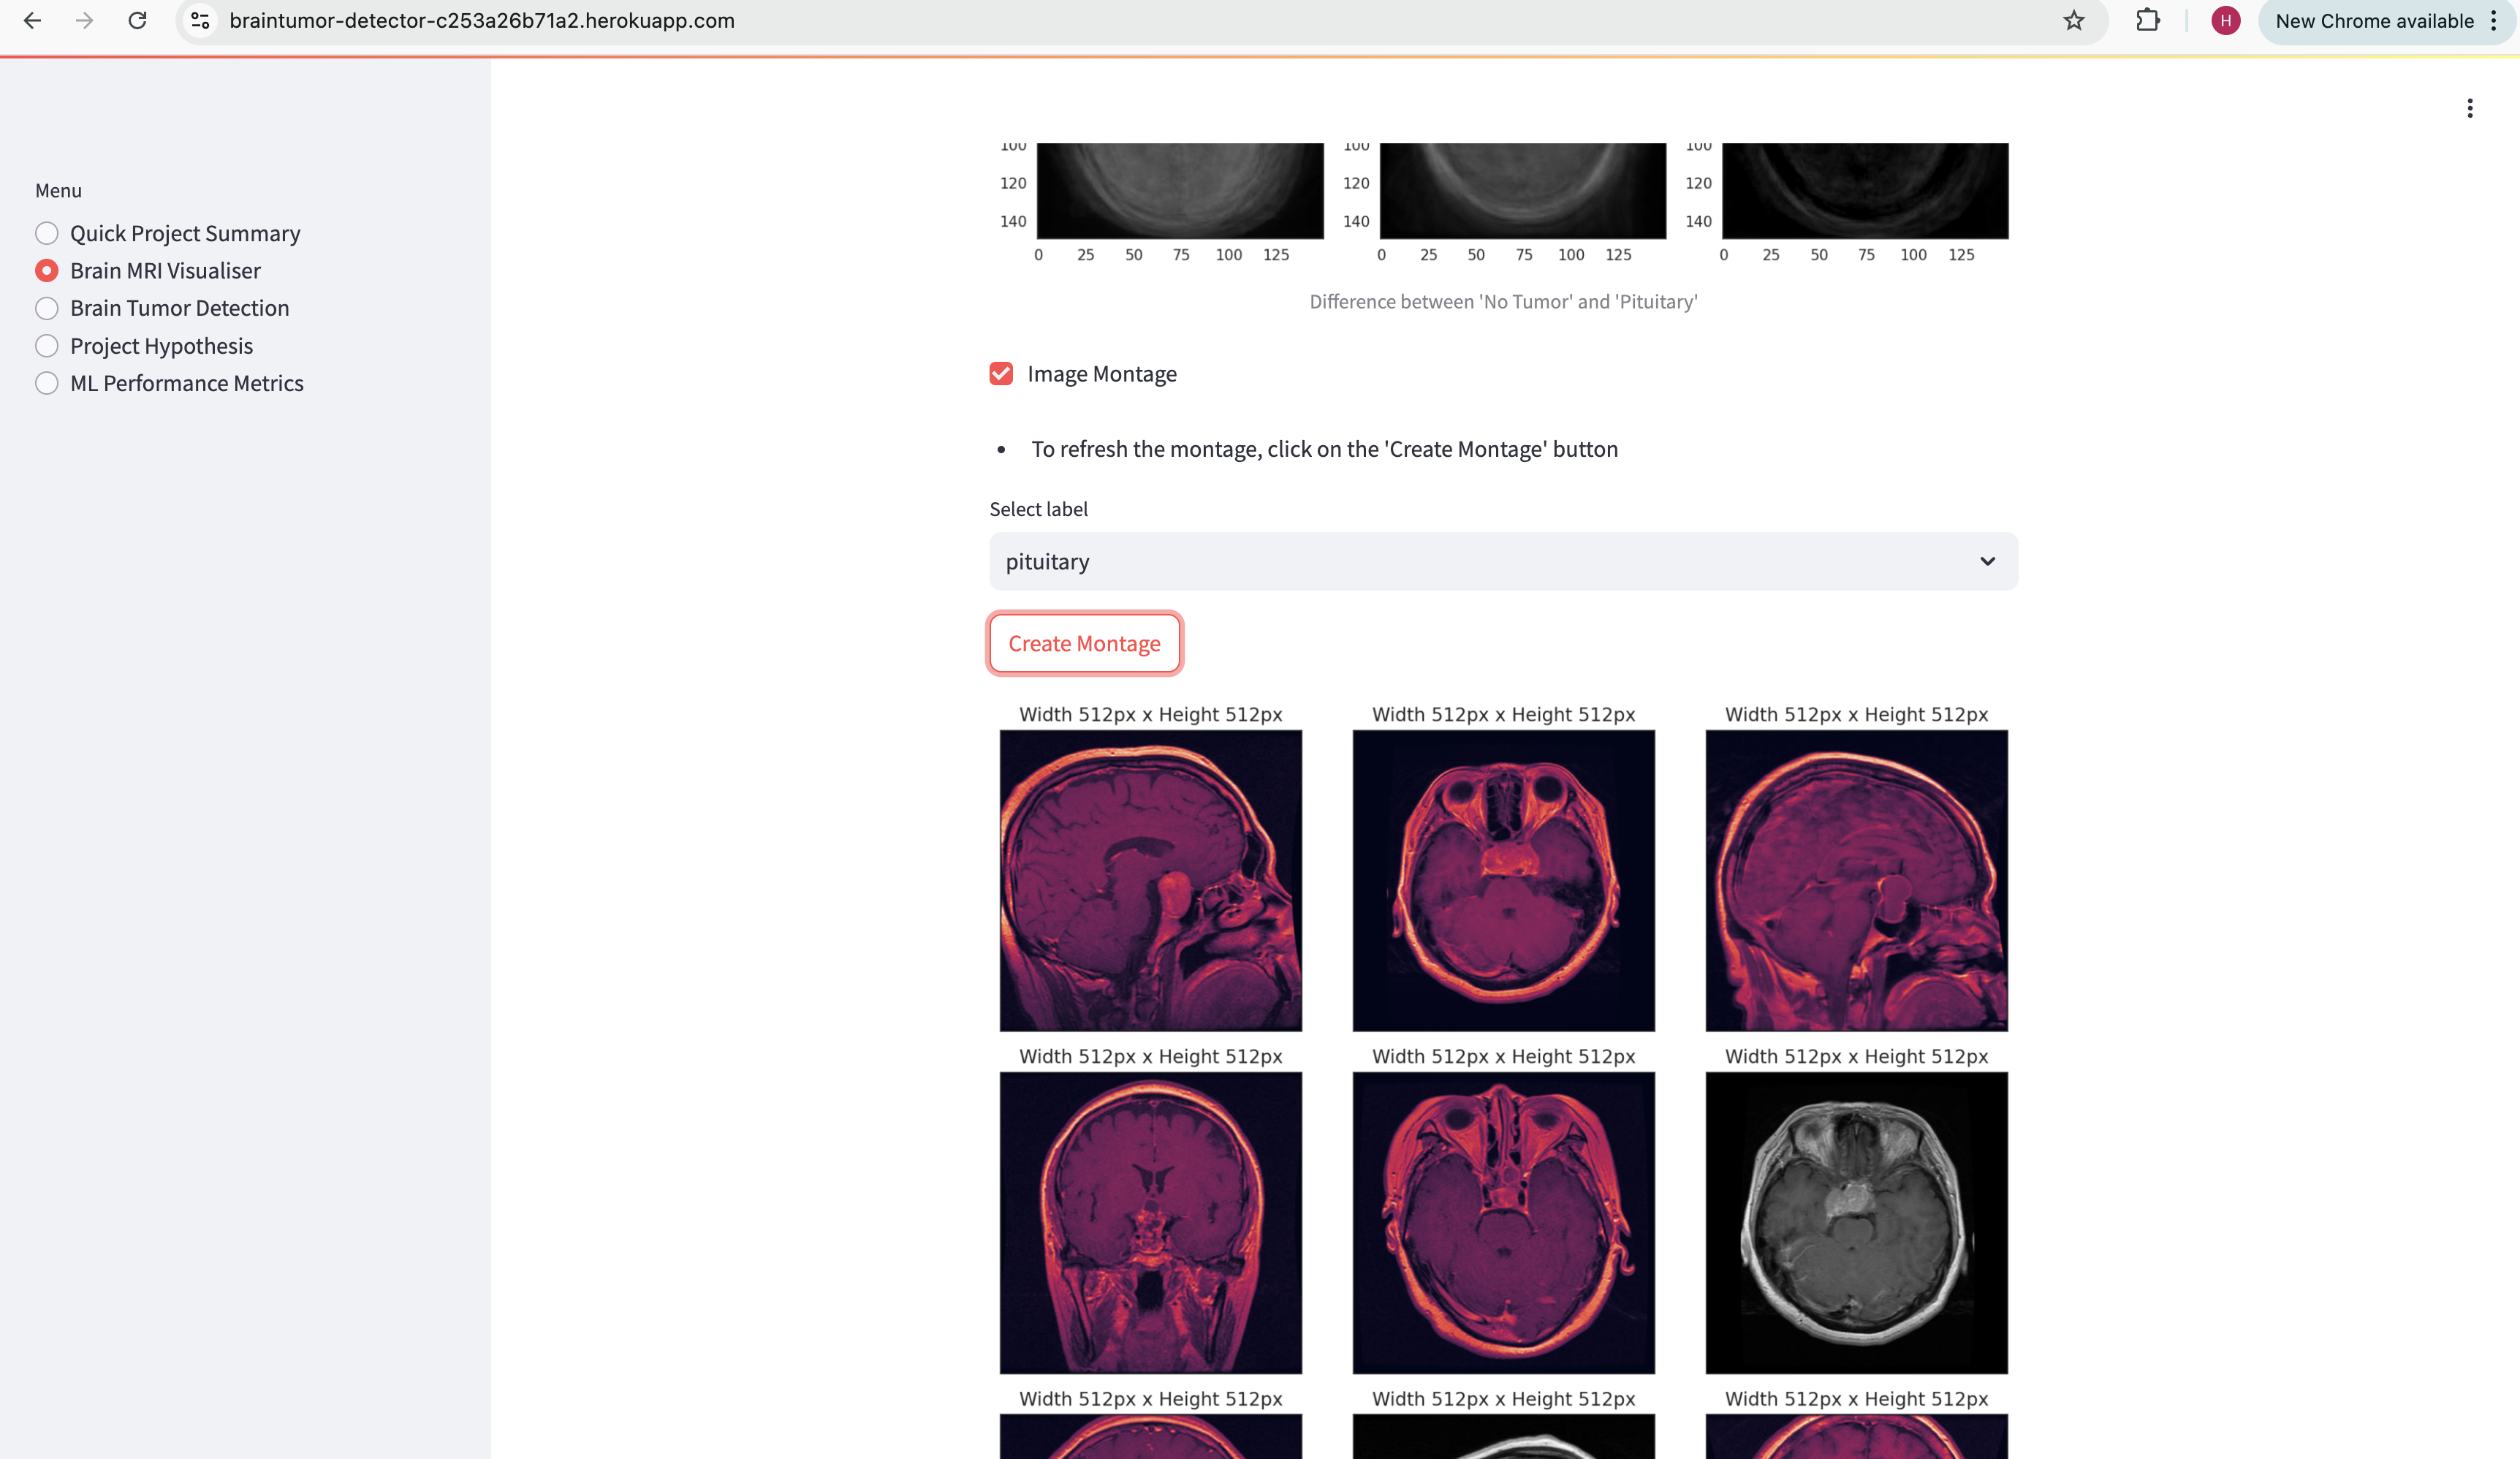 braintumor-detector-c253a26b71a2.herokuapp.com
H
New Chrome available
Menu
Quick Project Summary
Brain MRI Visualiser
Brain Tumor Detection
Project Hypothesis
ML Performance Metrics
100 100 100
120 120 120
140 140 140
0 25 50 75 100 125 0 25 50 75 100 125 0 25 50 75 100 125
Difference between 'No Tumor' and 'Pituitary'
Image Montage
• To refresh the montage, click on the 'Create Montage' button
Select label
pituitary
Create Montage
Width 512px x Height 512px Width 512px x Height 512px Width 512px x Height 512px
Width 512px x Height 512px Width 512px x Height 512px Width 512px x Height 512px
Width 512px x Height 512px Width 512px x Height 512px Width 512px x Height 512px